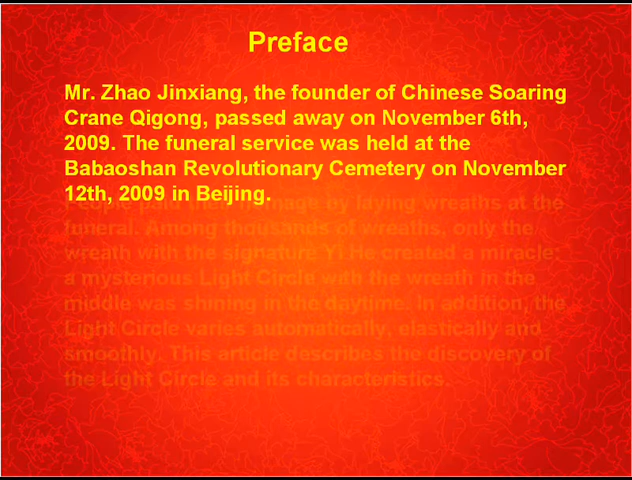 Preface
Mr. Zhao Jinxiang, the founder of Chinese Soaring
Crane Qigong, passed away on November 6th,
2009. The funeral service was held at the
Babaoshan Revolutionary Cemetery on November
12th, 2009 in Beijing.
People paid their homage by laying wreaths at the
funeral. Among thousands of wreaths, only the
wreath with the signature Yi He created a miracle:
a mysterious Light Circle with the wreath in the
middle was shining in the daytime. In addition, the
Light Circle varies automatically, elastically and
smoothly. This article describes the discovery of
the Light Circle and its characteristics.